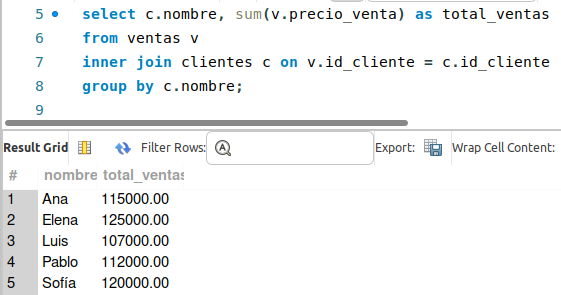 5 select c.nombre, sum(v.precio_venta) as total_ventas
6 from ventas v
7 inner join clientes c on v.id_cliente = c.id_cliente
8 group by c.nombre;
9
Result Grid Filter Rows: Export: Wrap Cell Content:
# nombre total_ventas
1 Ana 115000.00
2 Elena 125000.00
3 Luis 107000.00
4 Pablo 112000.00
5 Sofía 120000.00